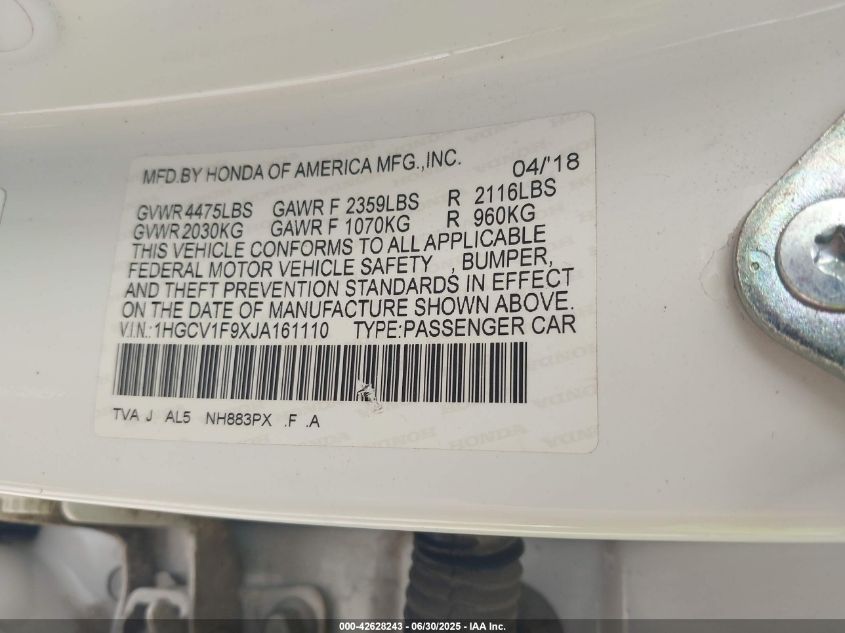 MFD.BY HONDA OF AMERICA MFG.,INC. 04/'18
GVWR 4475LBS GAWR F 2359LBS R 2116LBS
GVWR 2030KG GAWR F 1070KG R 960KG
THIS VEHICLE CONFORMS TO ALL APPLICABLE
FEDERAL MOTOR VEHICLE SAFETY , BUMPER,
AND THEFT PREVENTION STANDARDS IN EFFECT
ON THE DATE OF MANUFACTURE SHOWN ABOVE.
V.I.N.:1HGCV1F9XJA161110 TYPE:PASSENGER CAR
TVA J AL5 NH883PX .F .A
HONDA HONDA HONDA
000-42628243 - 06/30/2025 - IAA Inc.